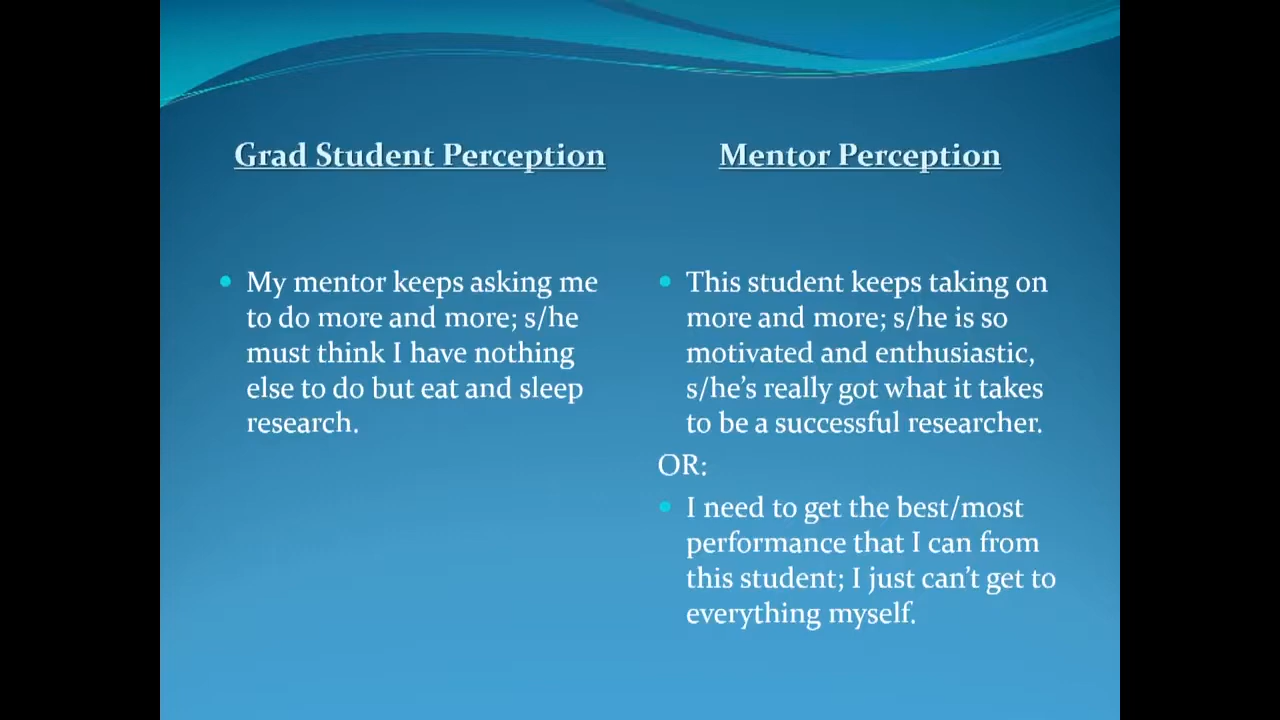 Grad Student Perception
My mentor keeps asking me
to do more and more; s/he
must think I have nothing
else to do but eat and sleep
research.
Mentor Perception
This student keeps taking on
more and more; s/he is so
motivated and enthusiastic,
s/he’s really got what it takes
to be a successful researcher.
OR:
I need to get the best/most
performance that I can from
this student; I just can’t get to
everything myself.